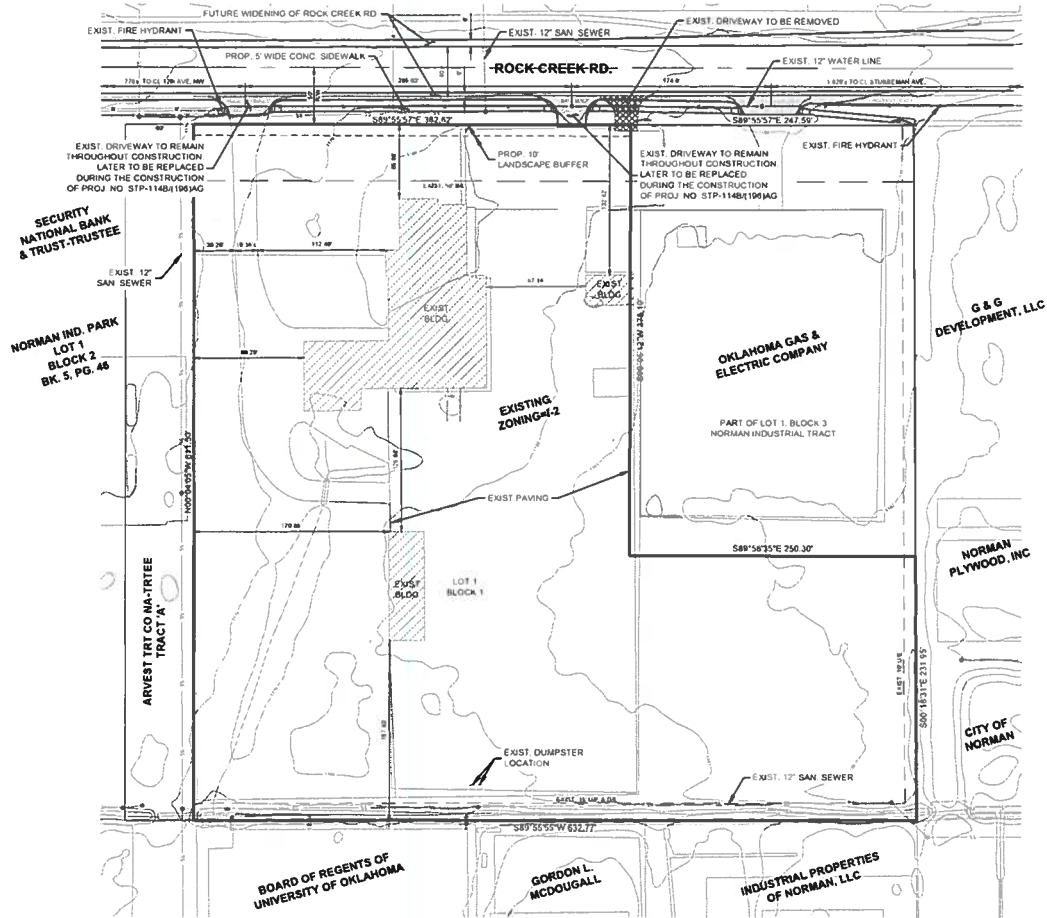 FUTURE WIDENING OF ROCK CREEK RD
EXIST. DRIVEWAY TO BE REMOVED
EXIST. FIRE HYDRANT
EXIST. 12" SAN SEWER
PROP. 5' WIDE CONC. SIDEWALK
ROCK CREEK RD.
EXIST. 12" WATER LINE
S89°55'57"E 382.62'
S89°55'57"E 247.59'
EXIST. FIRE HYDRANT
EXIST. DRIVEWAY TO REMAIN
THROUGHOUT CONSTRUCTION
LATER TO BE REPLACED
DURING THE CONSTRUCTION
OF PROJ. NO STP-114B(196)AG
PROP. 10'
LANDSCAPE BUFFER
EXIST. DRIVEWAY TO REMAIN
THROUGHOUT CONSTRUCTION
LATER TO BE REPLACED
DURING THE CONSTRUCTION
OF PROJ NO STP-114B(196)AG
SECURITY
NATIONAL BANK
& TRUST-TRUSTEE
EXIST. 12"
SAN SEWER
112.40'
EXIST.
BLDG.
EXIST.
BLDG
G & G
DEVELOPMENT, LLC
NORMAN IND. PARK
LOT 1
BLOCK 2
BK. 5, PG. 46
OKLAHOMA GAS &
ELECTRIC COMPANY
EXISTING
ZONING=I-2
PART OF LOT 1, BLOCK 3
NORMAN INDUSTRIAL TRACT
EXIST PAVING
S89°58'35"E 250.30'
NORMAN
PLYWOOD, INC
EXIST
BLDG
LOT 1
BLOCK 1
ARVEST TRT CO NA-TRTEE
TRACT 'A'
S00°18'31"E 231.95'
CITY OF
NORMAN
EXIST. DUMPSTER
LOCATION
EXIST. 12" SAN. SEWER
S89°55'55"W 632.77'
BOARD OF REGENTS OF
UNIVERSITY OF OKLAHOMA
GORDON L.
MCDOUGALL
INDUSTRIAL PROPERTIES
OF NORMAN, LLC